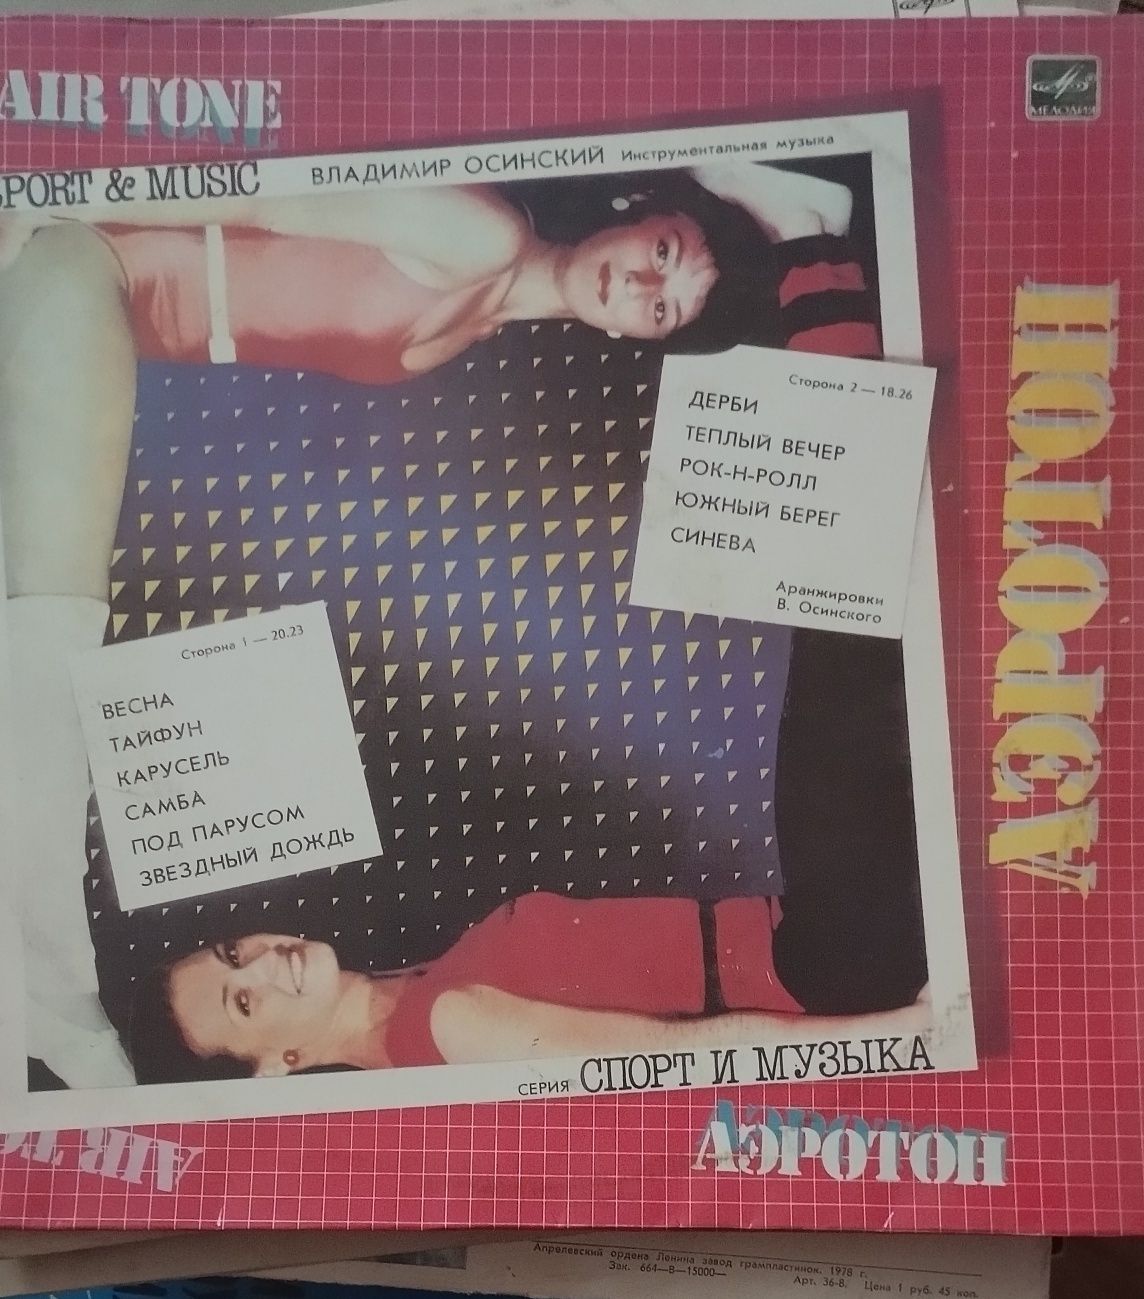 AIR TONE
SPORT & MUSIC
ВЛАДИМИР ОСИНСКИЙ Инструментальная музыка
МЕЛОДИЯ
Сторона 2 — 18.26
ДЕРБИ
ТЕПЛЫЙ ВЕЧЕР
РОК-Н-РОЛЛ
ЮЖНЫЙ БЕРЕГ
СИНЕВА
Аранжировки
В. Осинского
АЭРОТОН
Сторона 1 — 20.23
ВЕСНА
ТАЙФУН
КАРУСЕЛЬ
САМБА
ПОД ПАРУСОМ
ЗВЕЗДНЫЙ ДОЖДЬ
СЕРИЯ СПОРТ И МУЗЫКА
AIR TO
АЭРОТОН
Апрелевский ордена Ленина завод грампластинок. 1978 г.
Зак. 664—В—15000— Арт. 36-8. Цена 1 руб. 45 коп.